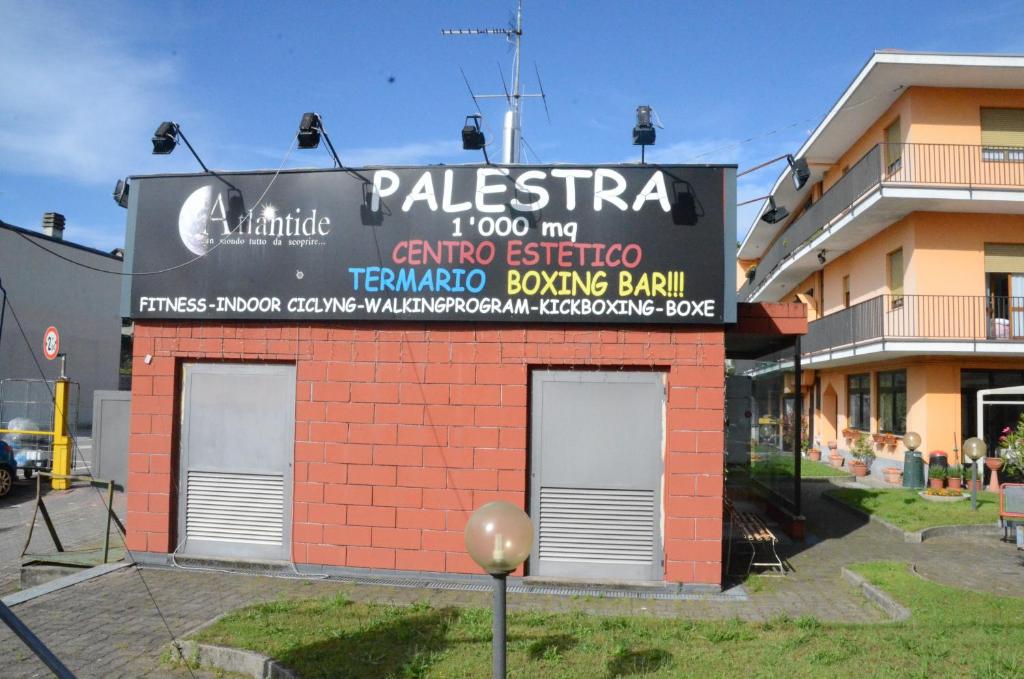 Atlantide
un mondo tutto da scoprire...
PALESTRA
1'000 mq
CENTRO ESTETICO
TERMARIO BOXING BAR!!!
FITNESS-INDOOR CICLYNG-WALKINGPROGRAM-KICKBOXING-BOXE